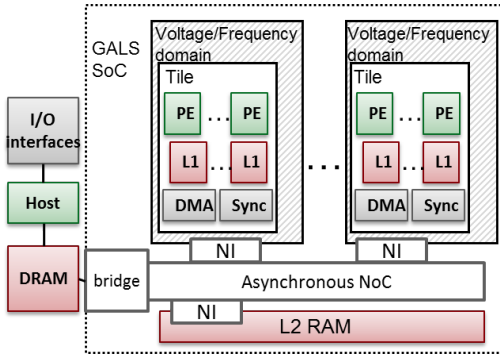 GALS
SoC
Voltage/Frequency
domain
Tile
PE ... PE
L1 ... L1
DMA Sync
...
Voltage/Frequency
domain
Tile
PE ... PE
L1 ... L1
DMA Sync
I/O
interfaces
Host
DRAM
bridge
NI
NI
Asynchronous NoC
NI
L2 RAM